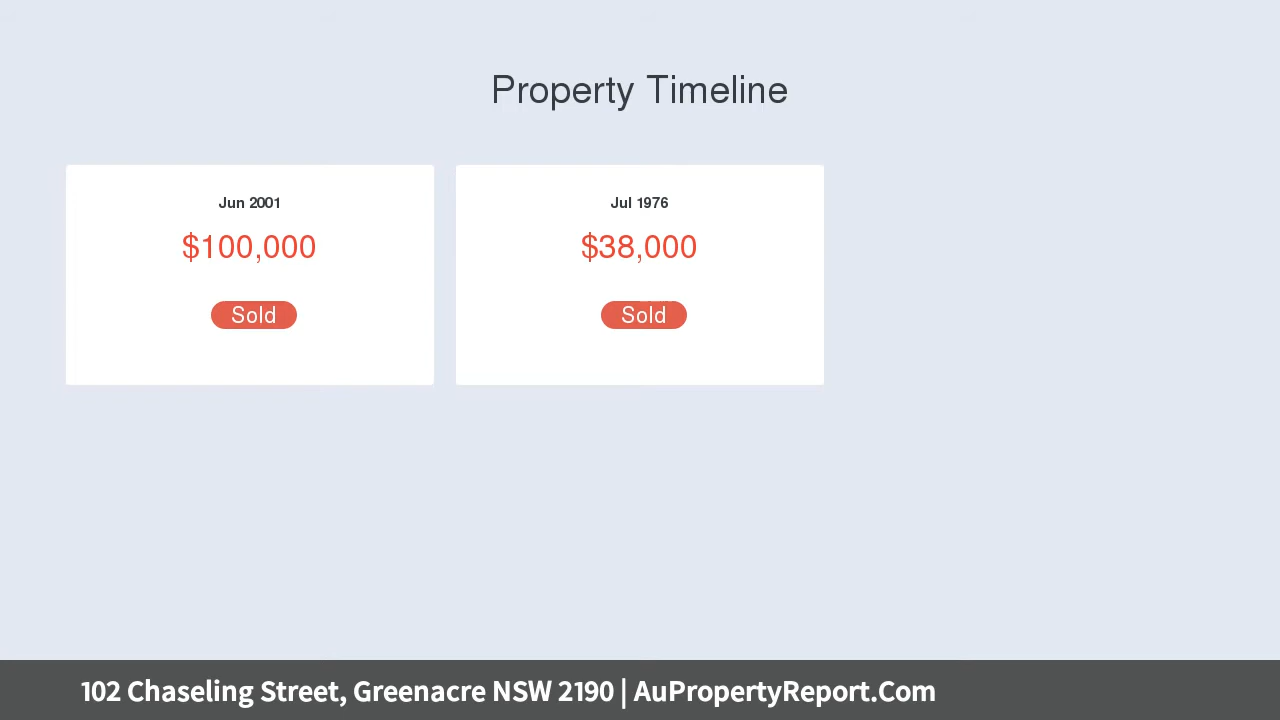 Property Timeline
Jun 2001
$100,000
Sold
Jul 1976
$38,000
Sold
102 Chaseling Street, Greenacre NSW 2190 | AuPropertyReport.Com